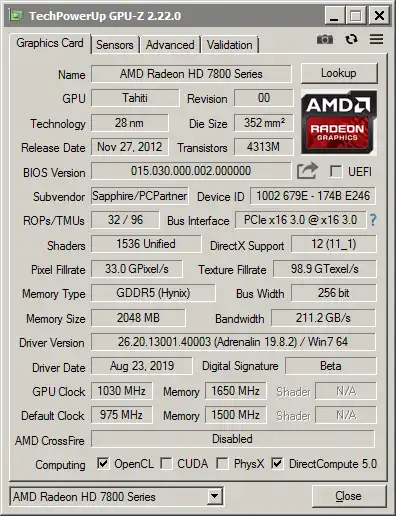 TechPowerUp GPU-Z 2.22.0
Graphics Card Sensors Advanced Validation
Name AMD Radeon HD 7800 Series Lookup
GPU Tahiti Revision 00
AMD
RADEON
GRAPHICS
Technology 28 nm Die Size 352 mm²
Release Date Nov 27, 2012 Transistors 4313M
BIOS Version 015.030.000.002.000000 UEFI
Subvendor Sapphire/PCPartner Device ID 1002 679E - 174B E246
ROPs/TMUs 32 / 96 Bus Interface PCIe x16 3.0 @ x16 3.0 ?
Shaders 1536 Unified DirectX Support 12 (11_1)
Pixel Fillrate 33.0 GPixel/s Texture Fillrate 98.9 GTexel/s
Memory Type GDDR5 (Hynix) Bus Width 256 bit
Memory Size 2048 MB Bandwidth 211.2 GB/s
Driver Version 26.20.13001.40003 (Adrenalin 19.8.2) / Win7 64
Driver Date Aug 23, 2019 Digital Signature Beta
GPU Clock 1030 MHz Memory 1650 MHz Shader N/A
Default Clock 975 MHz Memory 1500 MHz Shader N/A
AMD CrossFire Disabled
Computing OpenCL CUDA PhysX DirectCompute 5.0
AMD Radeon HD 7800 Series Close